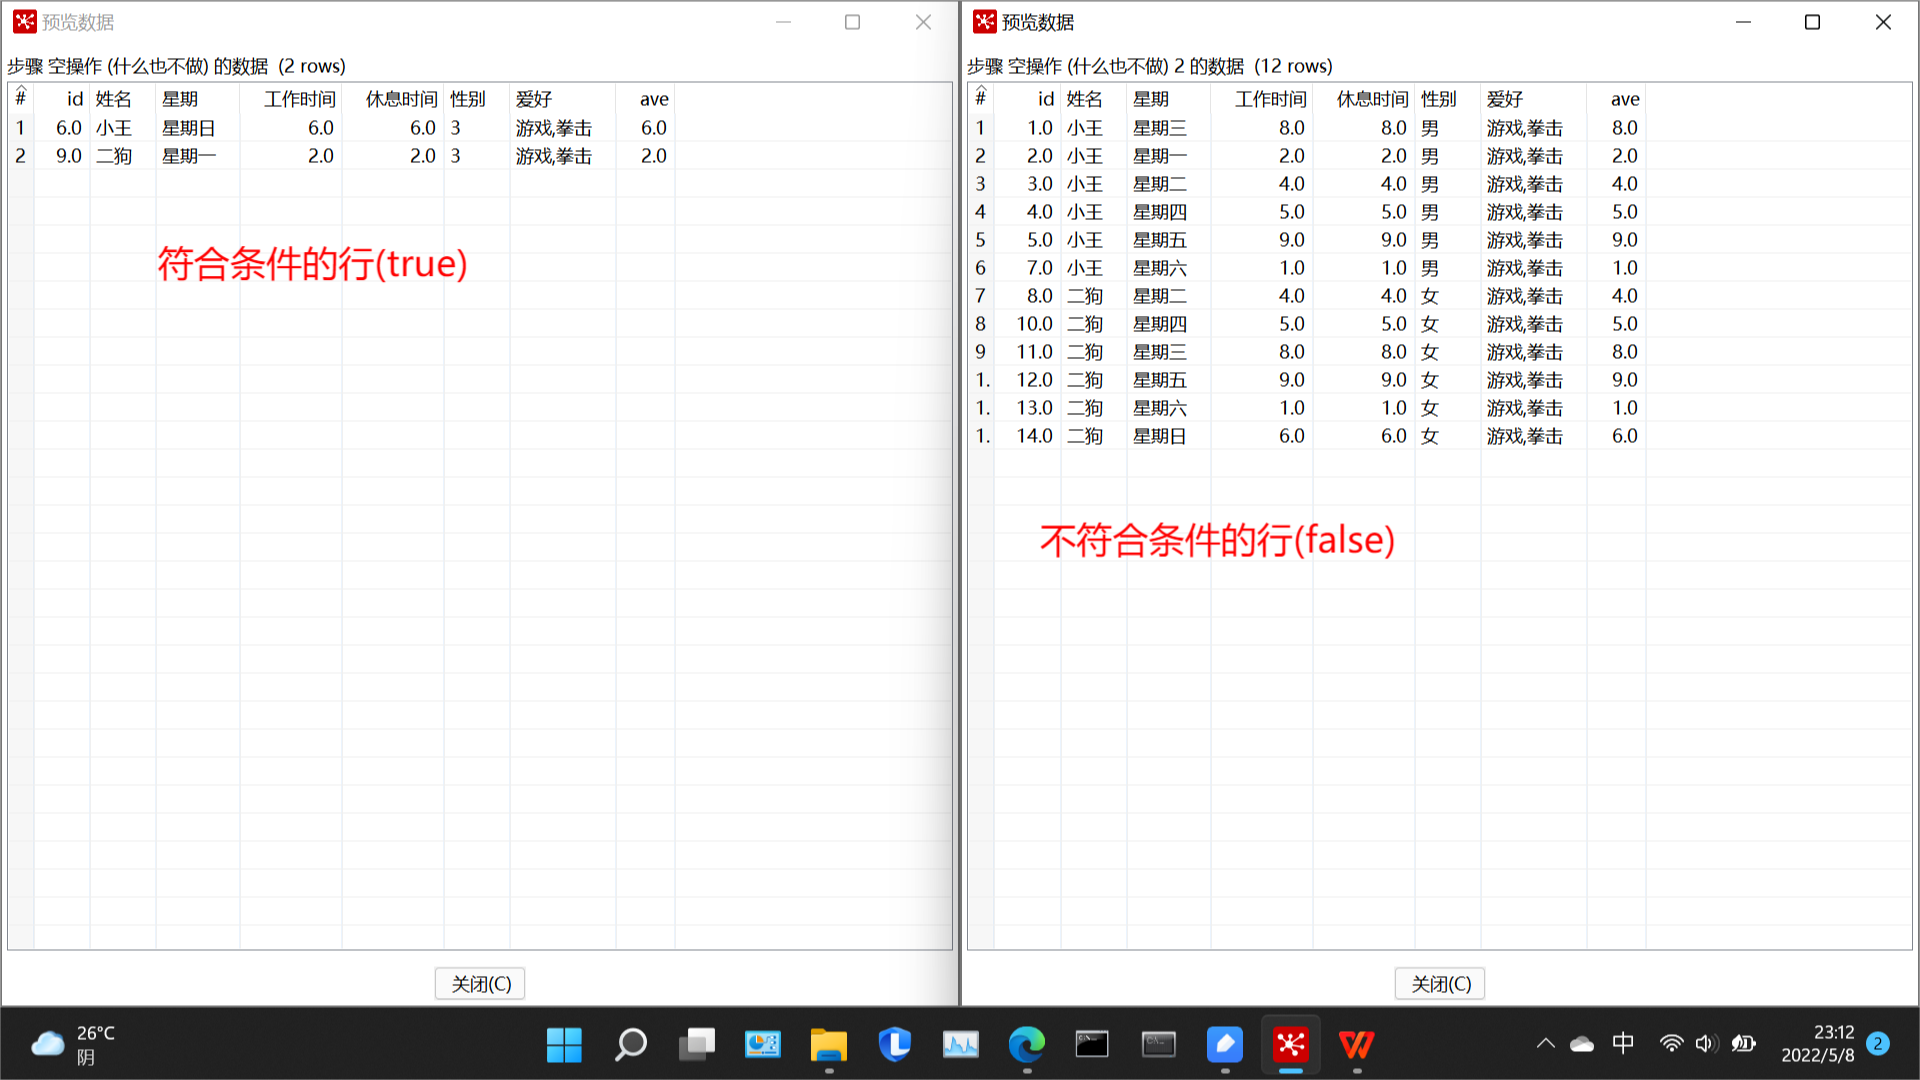 预览数据
步骤 空操作 (什么也不做) 的数据 (2 rows)
# id 姓名 星期 工作时间 休息时间 性别 爱好 ave
1 6.0 小王 星期日 6.0 6.0 3 游戏,拳击 6.0
2 9.0 二狗 星期一 2.0 2.0 3 游戏,拳击 2.0
符合条件的行(true)
关闭(C)
预览数据
步骤 空操作 (什么也不做) 2 的数据 (12 rows)
# id 姓名 星期 工作时间 休息时间 性别 爱好 ave
1 1.0 小王 星期三 8.0 8.0 男 游戏,拳击 8.0
2 2.0 小王 星期一 2.0 2.0 男 游戏,拳击 2.0
3 3.0 小王 星期二 4.0 4.0 男 游戏,拳击 4.0
4 4.0 小王 星期四 5.0 5.0 男 游戏,拳击 5.0
5 5.0 小王 星期五 9.0 9.0 男 游戏,拳击 9.0
6 7.0 小王 星期六 1.0 1.0 男 游戏,拳击 1.0
7 8.0 二狗 星期二 4.0 4.0 女 游戏,拳击 4.0
8 10.0 二狗 星期四 5.0 5.0 女 游戏,拳击 5.0
9 11.0 二狗 星期三 8.0 8.0 女 游戏,拳击 8.0
1. 12.0 二狗 星期五 9.0 9.0 女 游戏,拳击 9.0
1. 13.0 二狗 星期六 1.0 1.0 女 游戏,拳击 1.0
1. 14.0 二狗 星期日 6.0 6.0 女 游戏,拳击 6.0
不符合条件的行(false)
关闭(C)
26°C
阴
中
23:12
2022/5/8
2